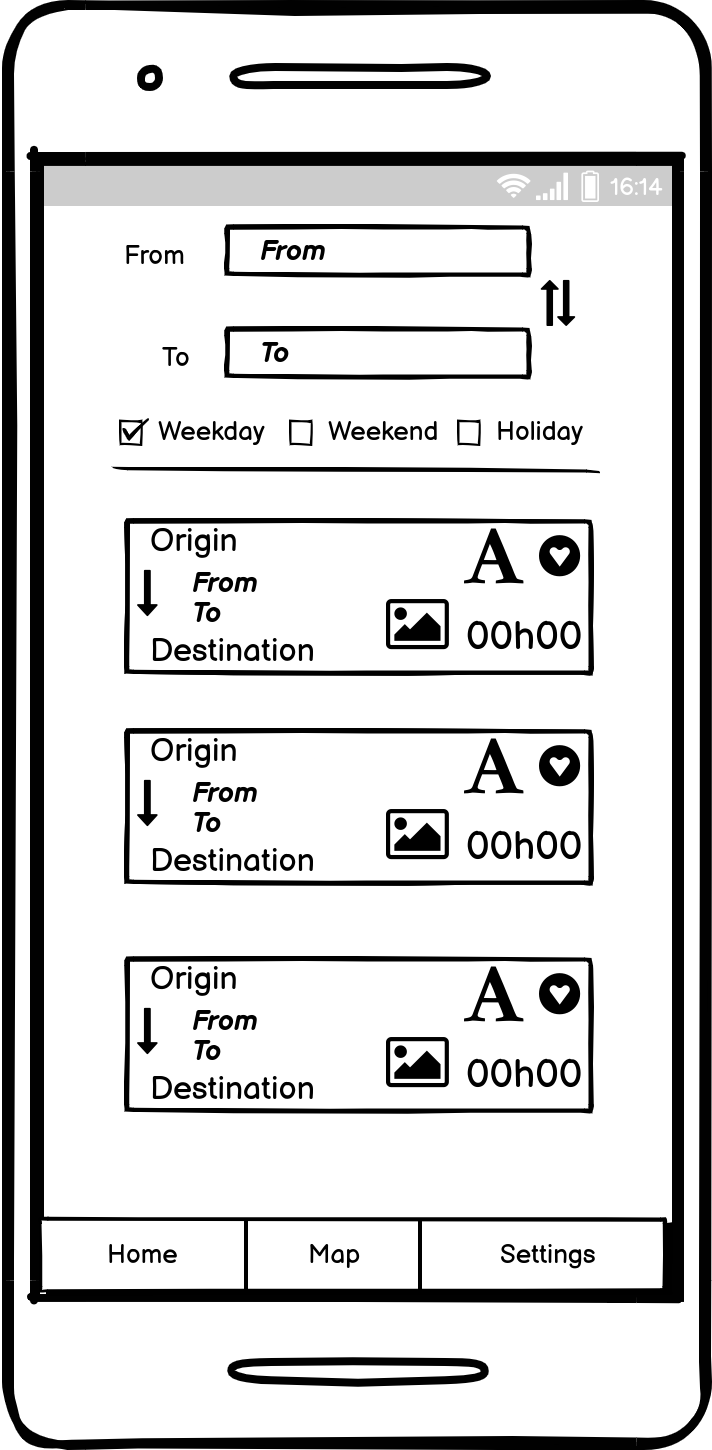 16:14
From From
To To
Weekday Weekend Holiday
Origin
A
From
To
00h00
Destination
Origin
A
From
To
00h00
Destination
Origin
A
From
To
00h00
Destination
Home Map Settings